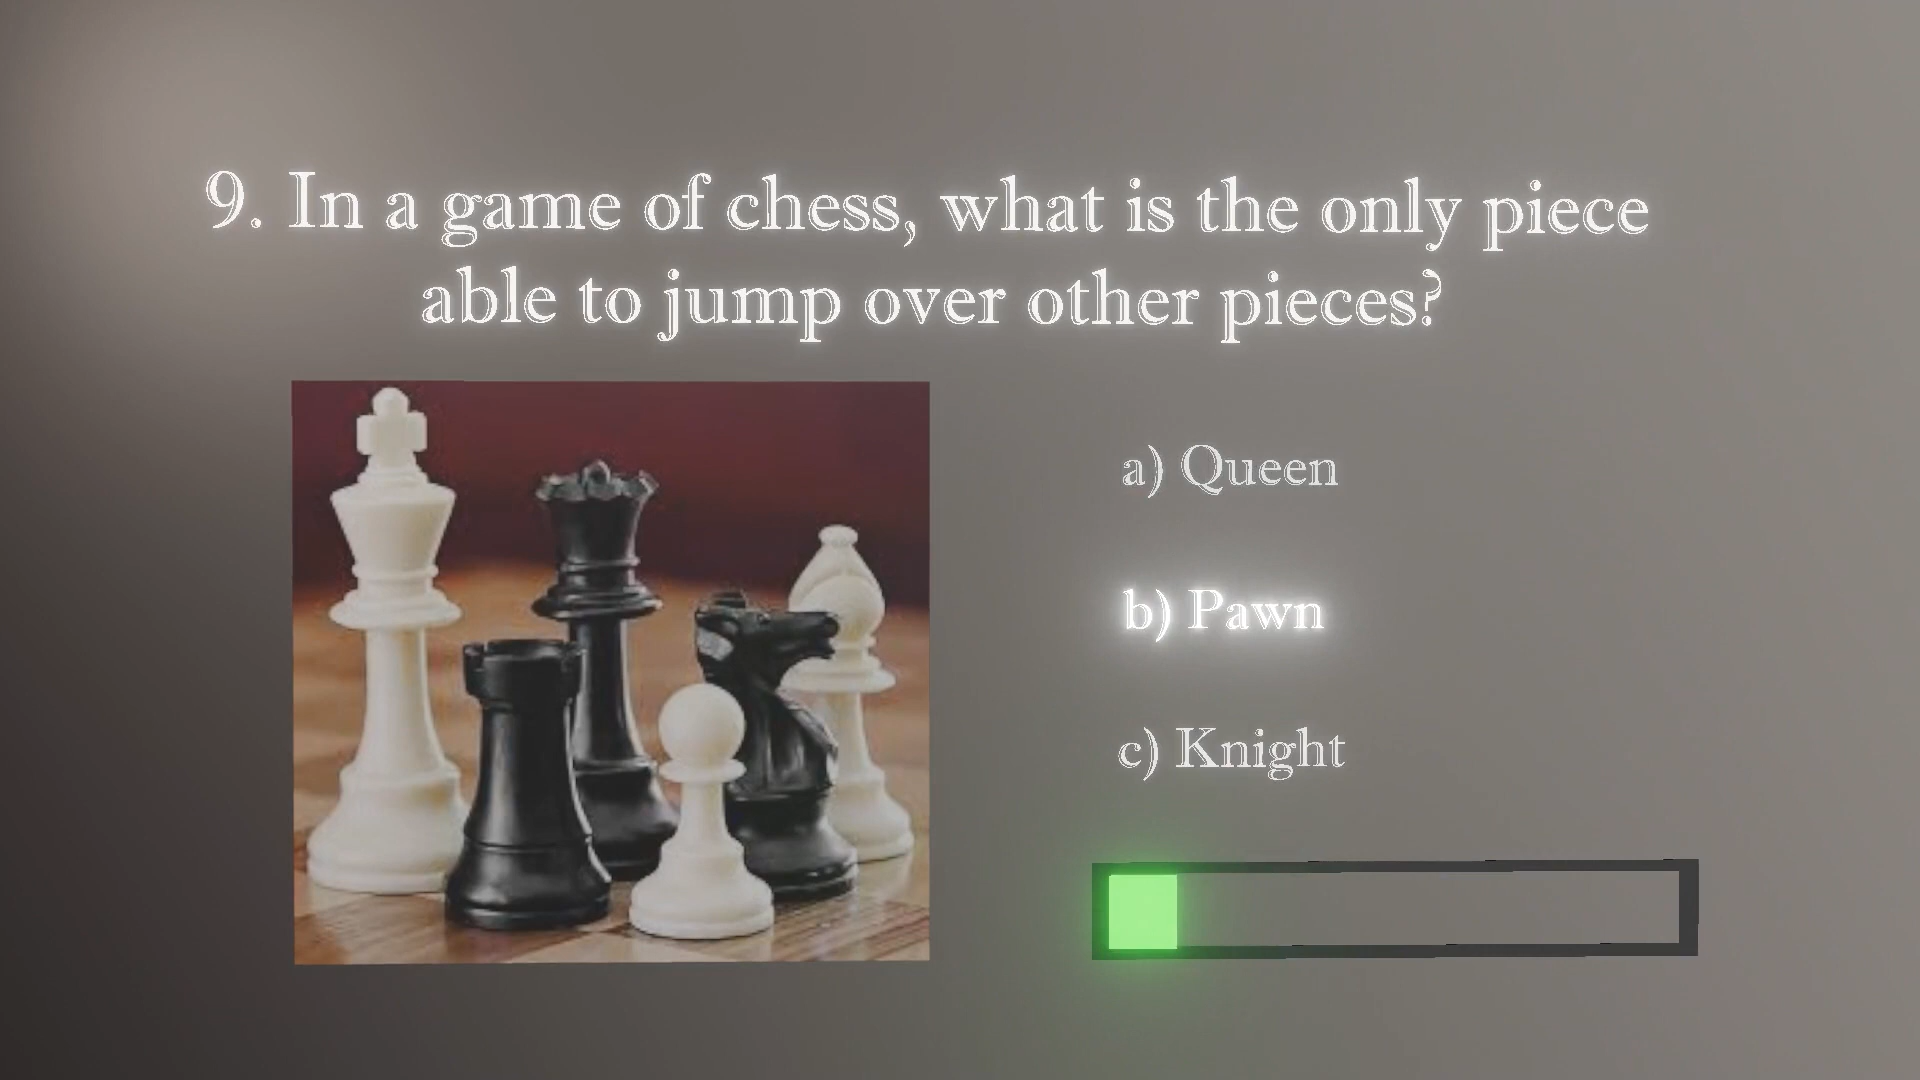 9. In a game of chess, what is the only piece
able to jump over other pieces?
a) Queen
b) Pawn
c) Knight